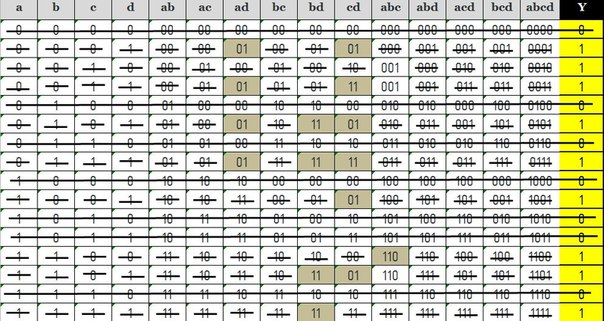 a b c d ab ac ad bc bd cd abc abd acd bcd abcd Y
0 0 0 0 00 00 00 00 00 00 000 000 000 000 0000 0
0 0 0 1 00 00 01 00 01 01 000 001 001 001 0001 1
0 0 1 0 00 01 00 01 00 10 001 000 010 010 0010 1
0 0 1 1 00 01 01 01 01 11 001 001 011 011 0011 1
0 1 0 0 01 00 00 10 10 00 010 010 000 100 0100 0
0 1 0 1 01 00 01 10 11 01 010 011 001 101 0101 1
0 1 1 0 01 01 00 11 10 10 011 010 010 110 0110 0
0 1 1 1 01 01 01 11 11 11 011 011 011 111 0111 1
1 0 0 0 10 10 10 00 00 00 100 100 100 000 1000 0
1 0 0 1 10 10 11 00 01 01 100 101 101 001 1001 1
1 0 1 0 10 11 10 01 00 10 101 100 110 010 1010 0
1 0 1 1 10 11 11 01 01 11 101 101 111 011 1011 0
1 1 0 0 11 10 10 10 10 00 110 110 100 100 1100 1
1 1 0 1 11 10 11 10 11 01 110 111 101 101 1101 1
1 1 1 0 11 11 10 11 10 10 111 110 110 110 1110 0
1 1 1 1 11 11 11 11 11 11 111 111 111 111 1111 1